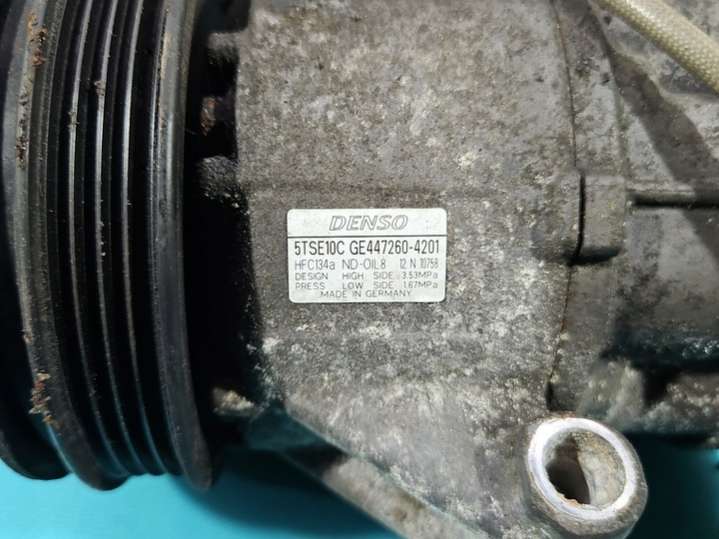 DENSO
5TSE10C GE447260-4201
HFC134a ND-OIL8 12 N 10758
DESIGN HIGH SIDE 3.53MPa
PRESS LOW SIDE 1.67MPa
MADE IN GERMANY